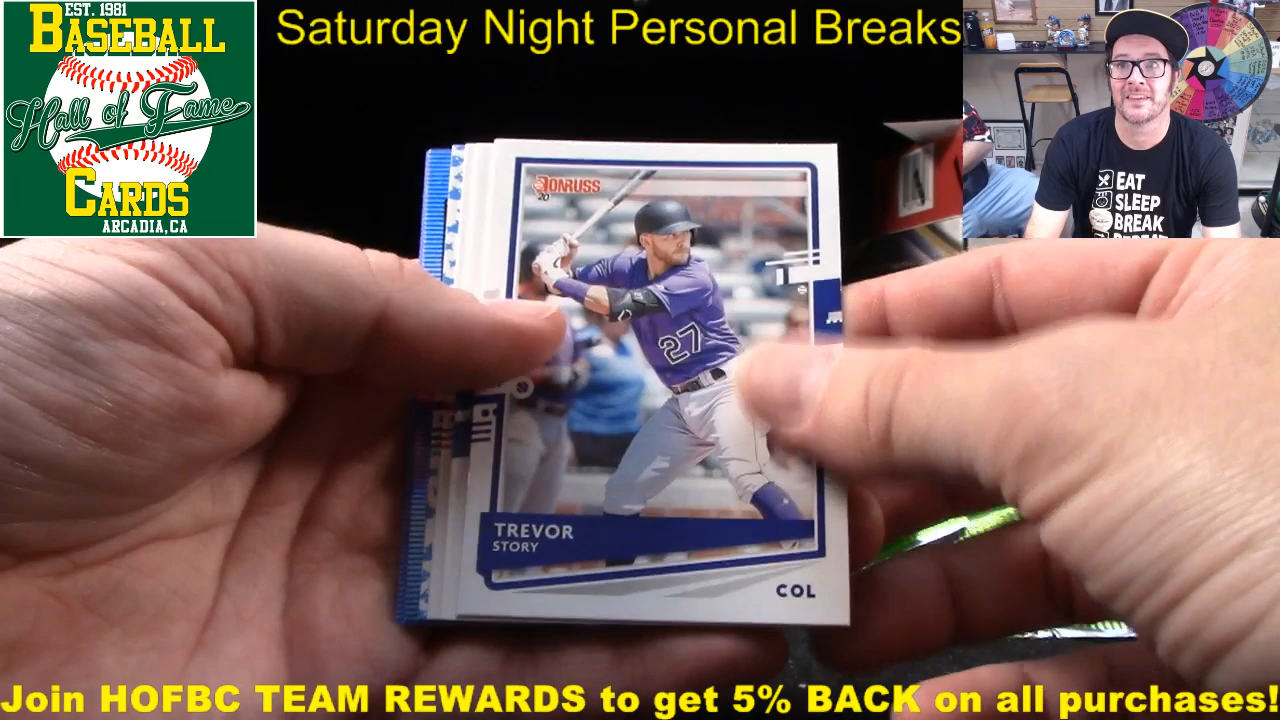 EST. 1981
BASEBALL
Hall of Fame
CARDS
ARCADIA, CA
Saturday Night Personal Breaks
EAT
SLEEP
BREAK
DONRUSS
20
27
TREVOR
STORY
COL
Join HOFBC TEAM REWARDS to get 5% BACK on all purchases!